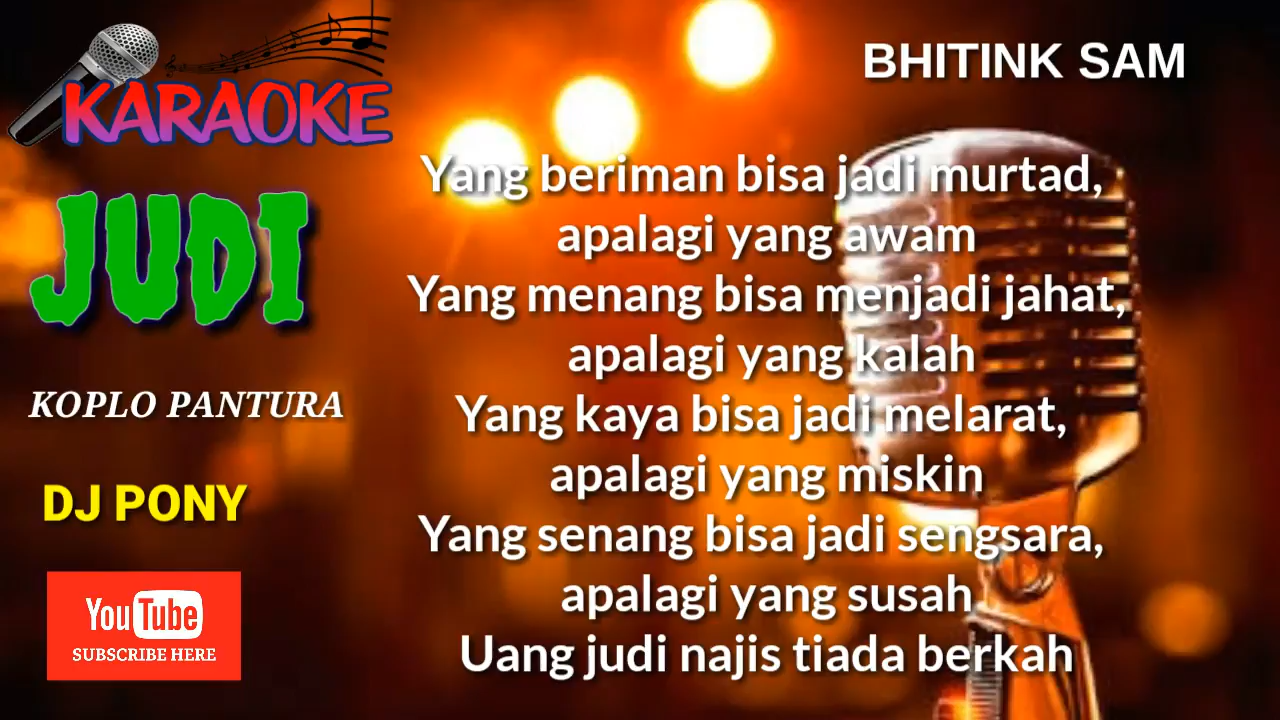 KARAOKE
BHITINK SAM
JUDI
KOPLO PANTURA
DJ PONY
YouTube
SUBSCRIBE HERE
Yang beriman bisa jadi murtad,
apalagi yang awam
Yang menang bisa menjadi jahat,
apalagi yang kalah
Yang kaya bisa jadi melarat,
apalagi yang miskin
Yang senang bisa jadi sengsara,
apalagi yang susah
Uang judi najis tiada berkah